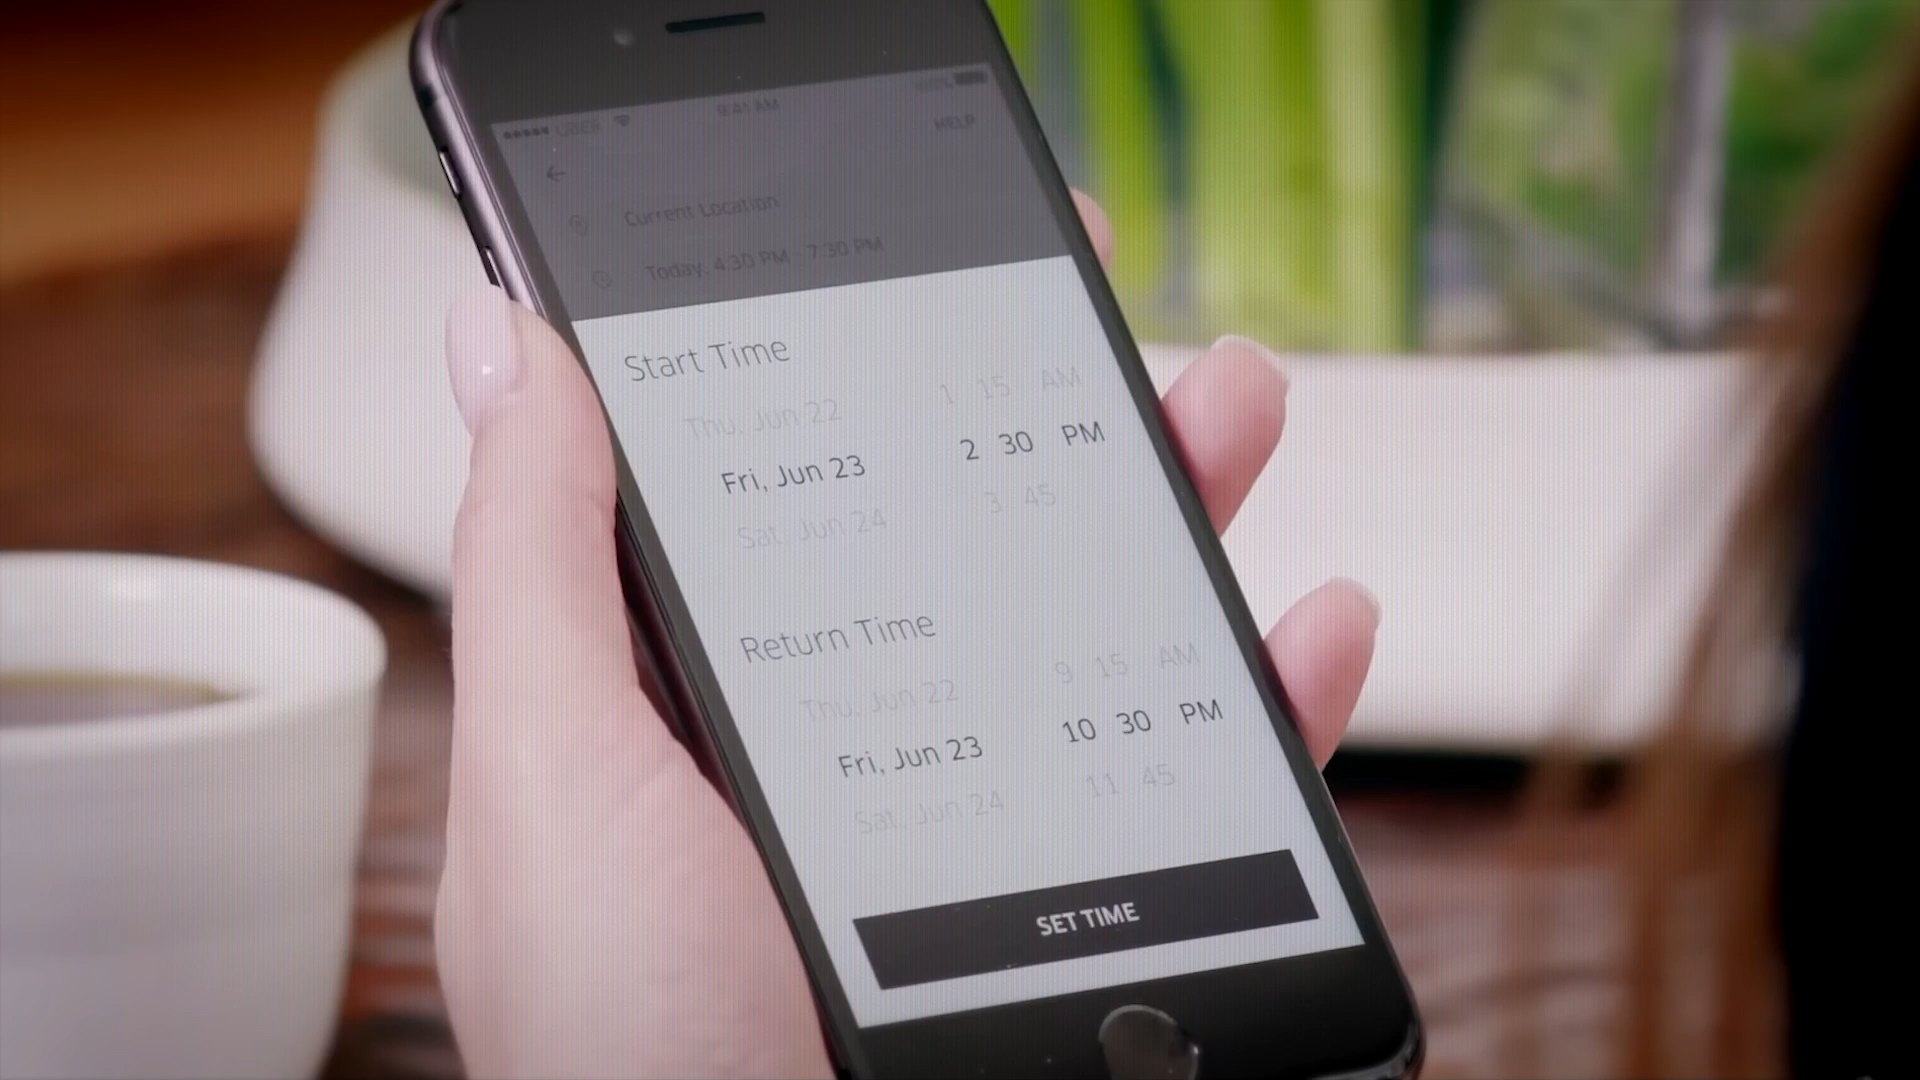 UBER 9:41 AM 100%
HELP
Current Location
Today: 4:30 PM - 7:30 PM
Start Time
Thu, Jun 22 1 15 AM
Fri, Jun 23 2 30 PM
Sat, Jun 24 3 45
Return Time
Thu, Jun 22 9 15 AM
Fri, Jun 23 10 30 PM
Sat, Jun 24 11 45
SET TIME